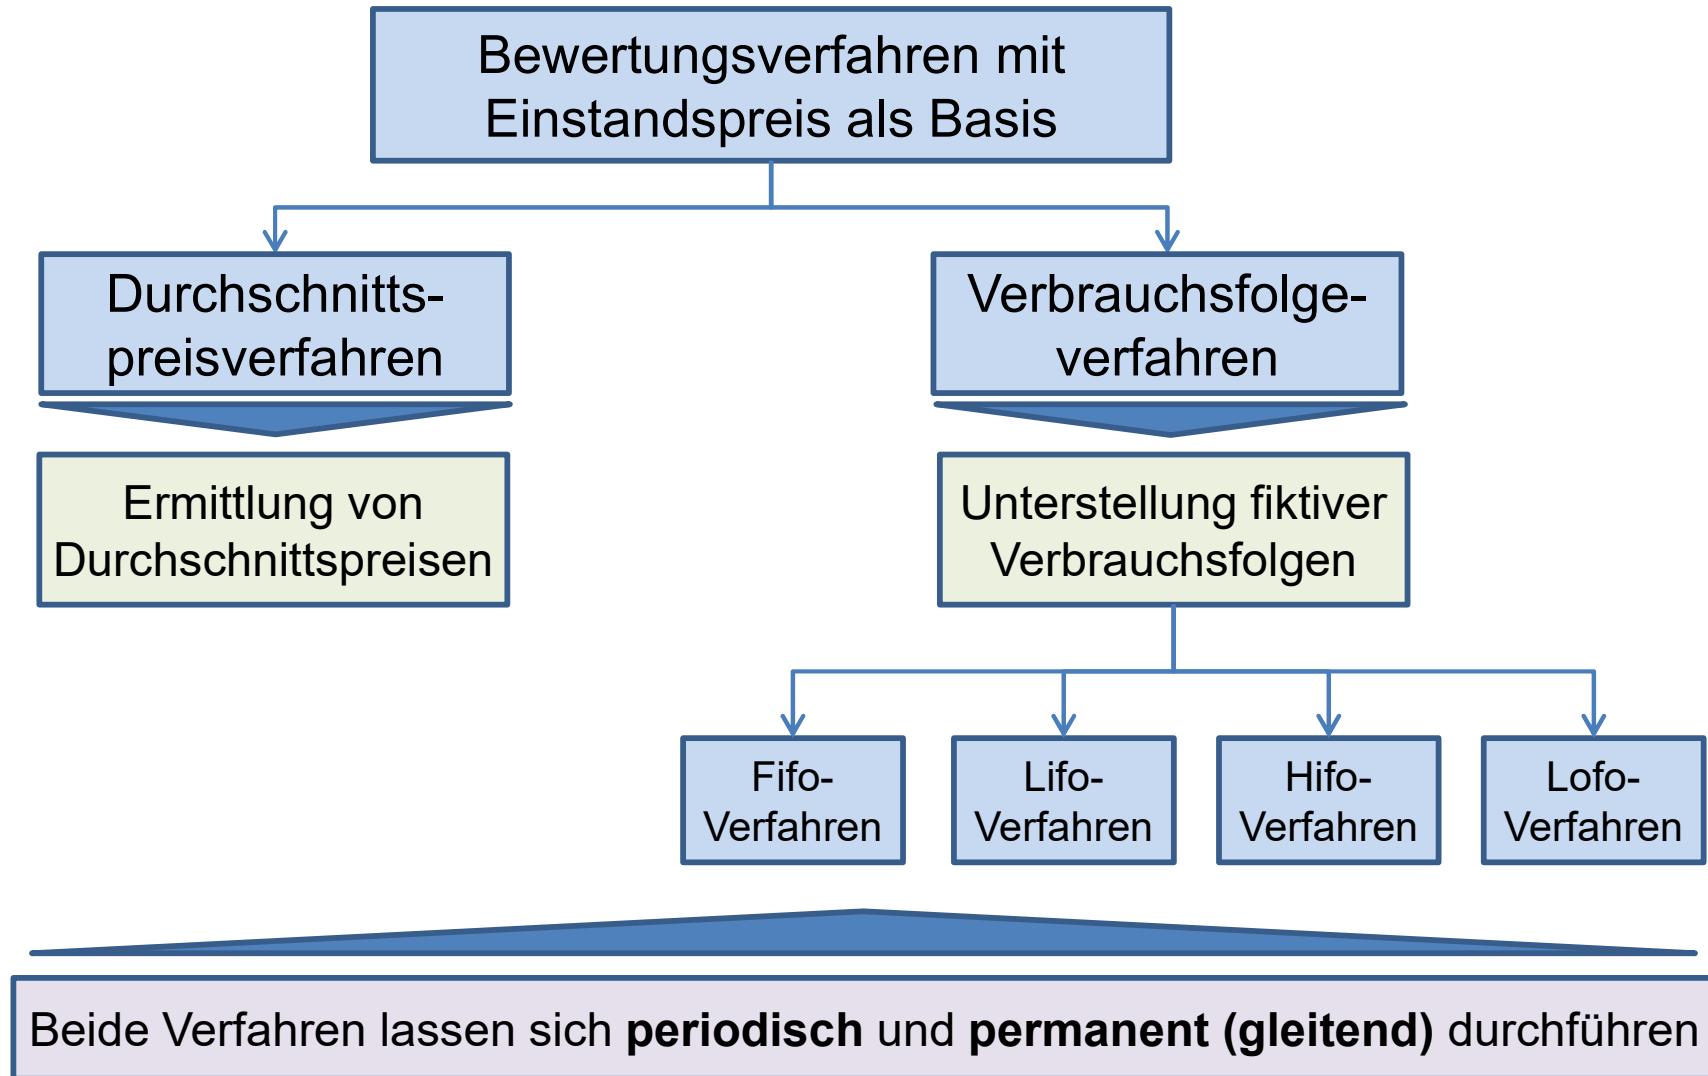 Bewertungsverfahren mit
Einstandspreis als Basis
Durchschnitts-
preisverfahren
Verbrauchsfolge-
verfahren
Ermittlung von
Durchschnittspreisen
Unterstellung fiktiver
Verbrauchsfolgen
Fifo-
Verfahren
Lifo-
Verfahren
Hifo-
Verfahren
Lofo-
Verfahren
Beide Verfahren lassen sich periodisch und permanent (gleitend) durchführen